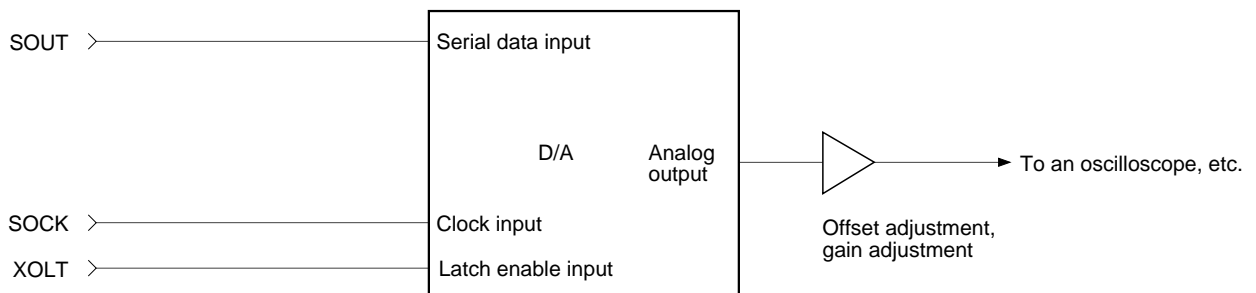 SOUT
Serial data input
D/A
Analog
output
To an oscilloscope, etc.
SOCK
Clock input
Offset adjustment,
gain adjustment
XOLT
Latch enable input